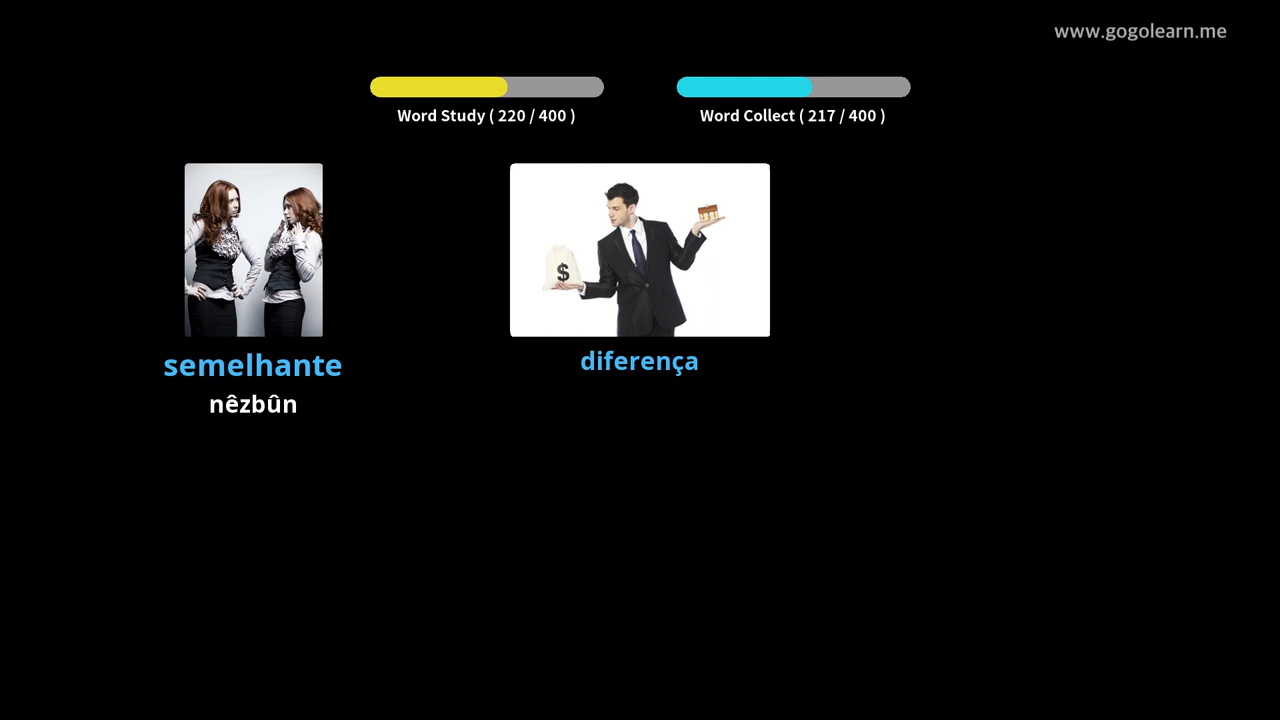 www.gogolearn.me
Word Study ( 220 / 400 )
Word Collect ( 217 / 400 )
$
semelhante
diferença
nêzbûn